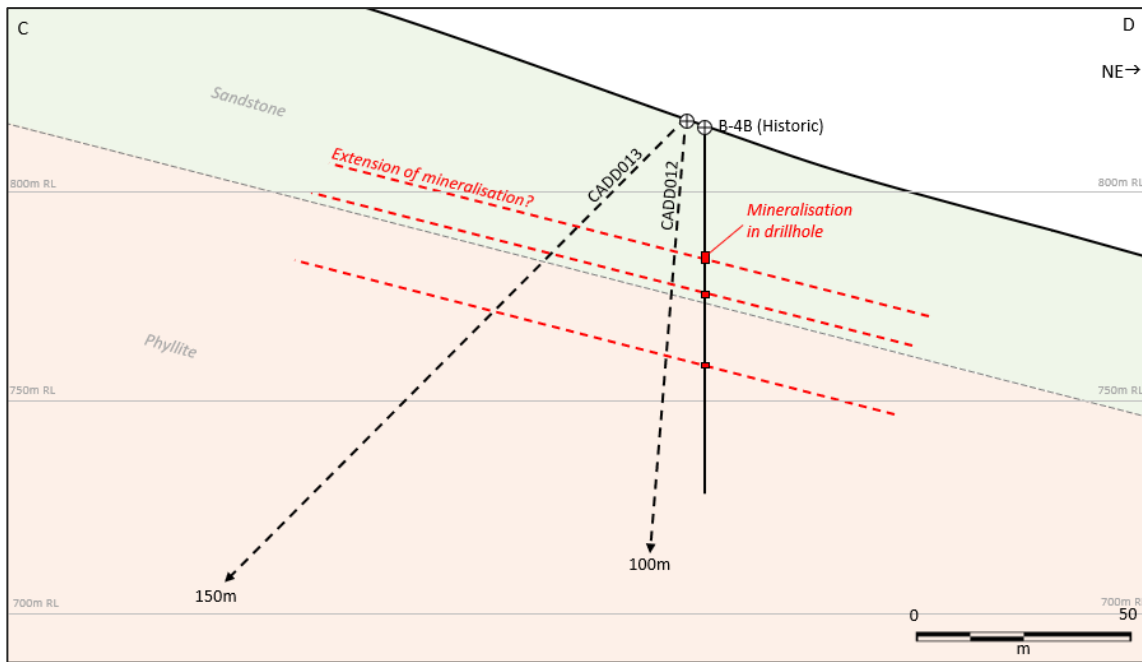 C
D
NE→
Sandstone
B-4B (Historic)
Extension of mineralisation?
CADD013
CADD012
800m RL
800m RL
Mineralisation
in drillhole
Phyllite
750m RL
750m RL
150m
100m
700m RL
700m RL
0
50
m